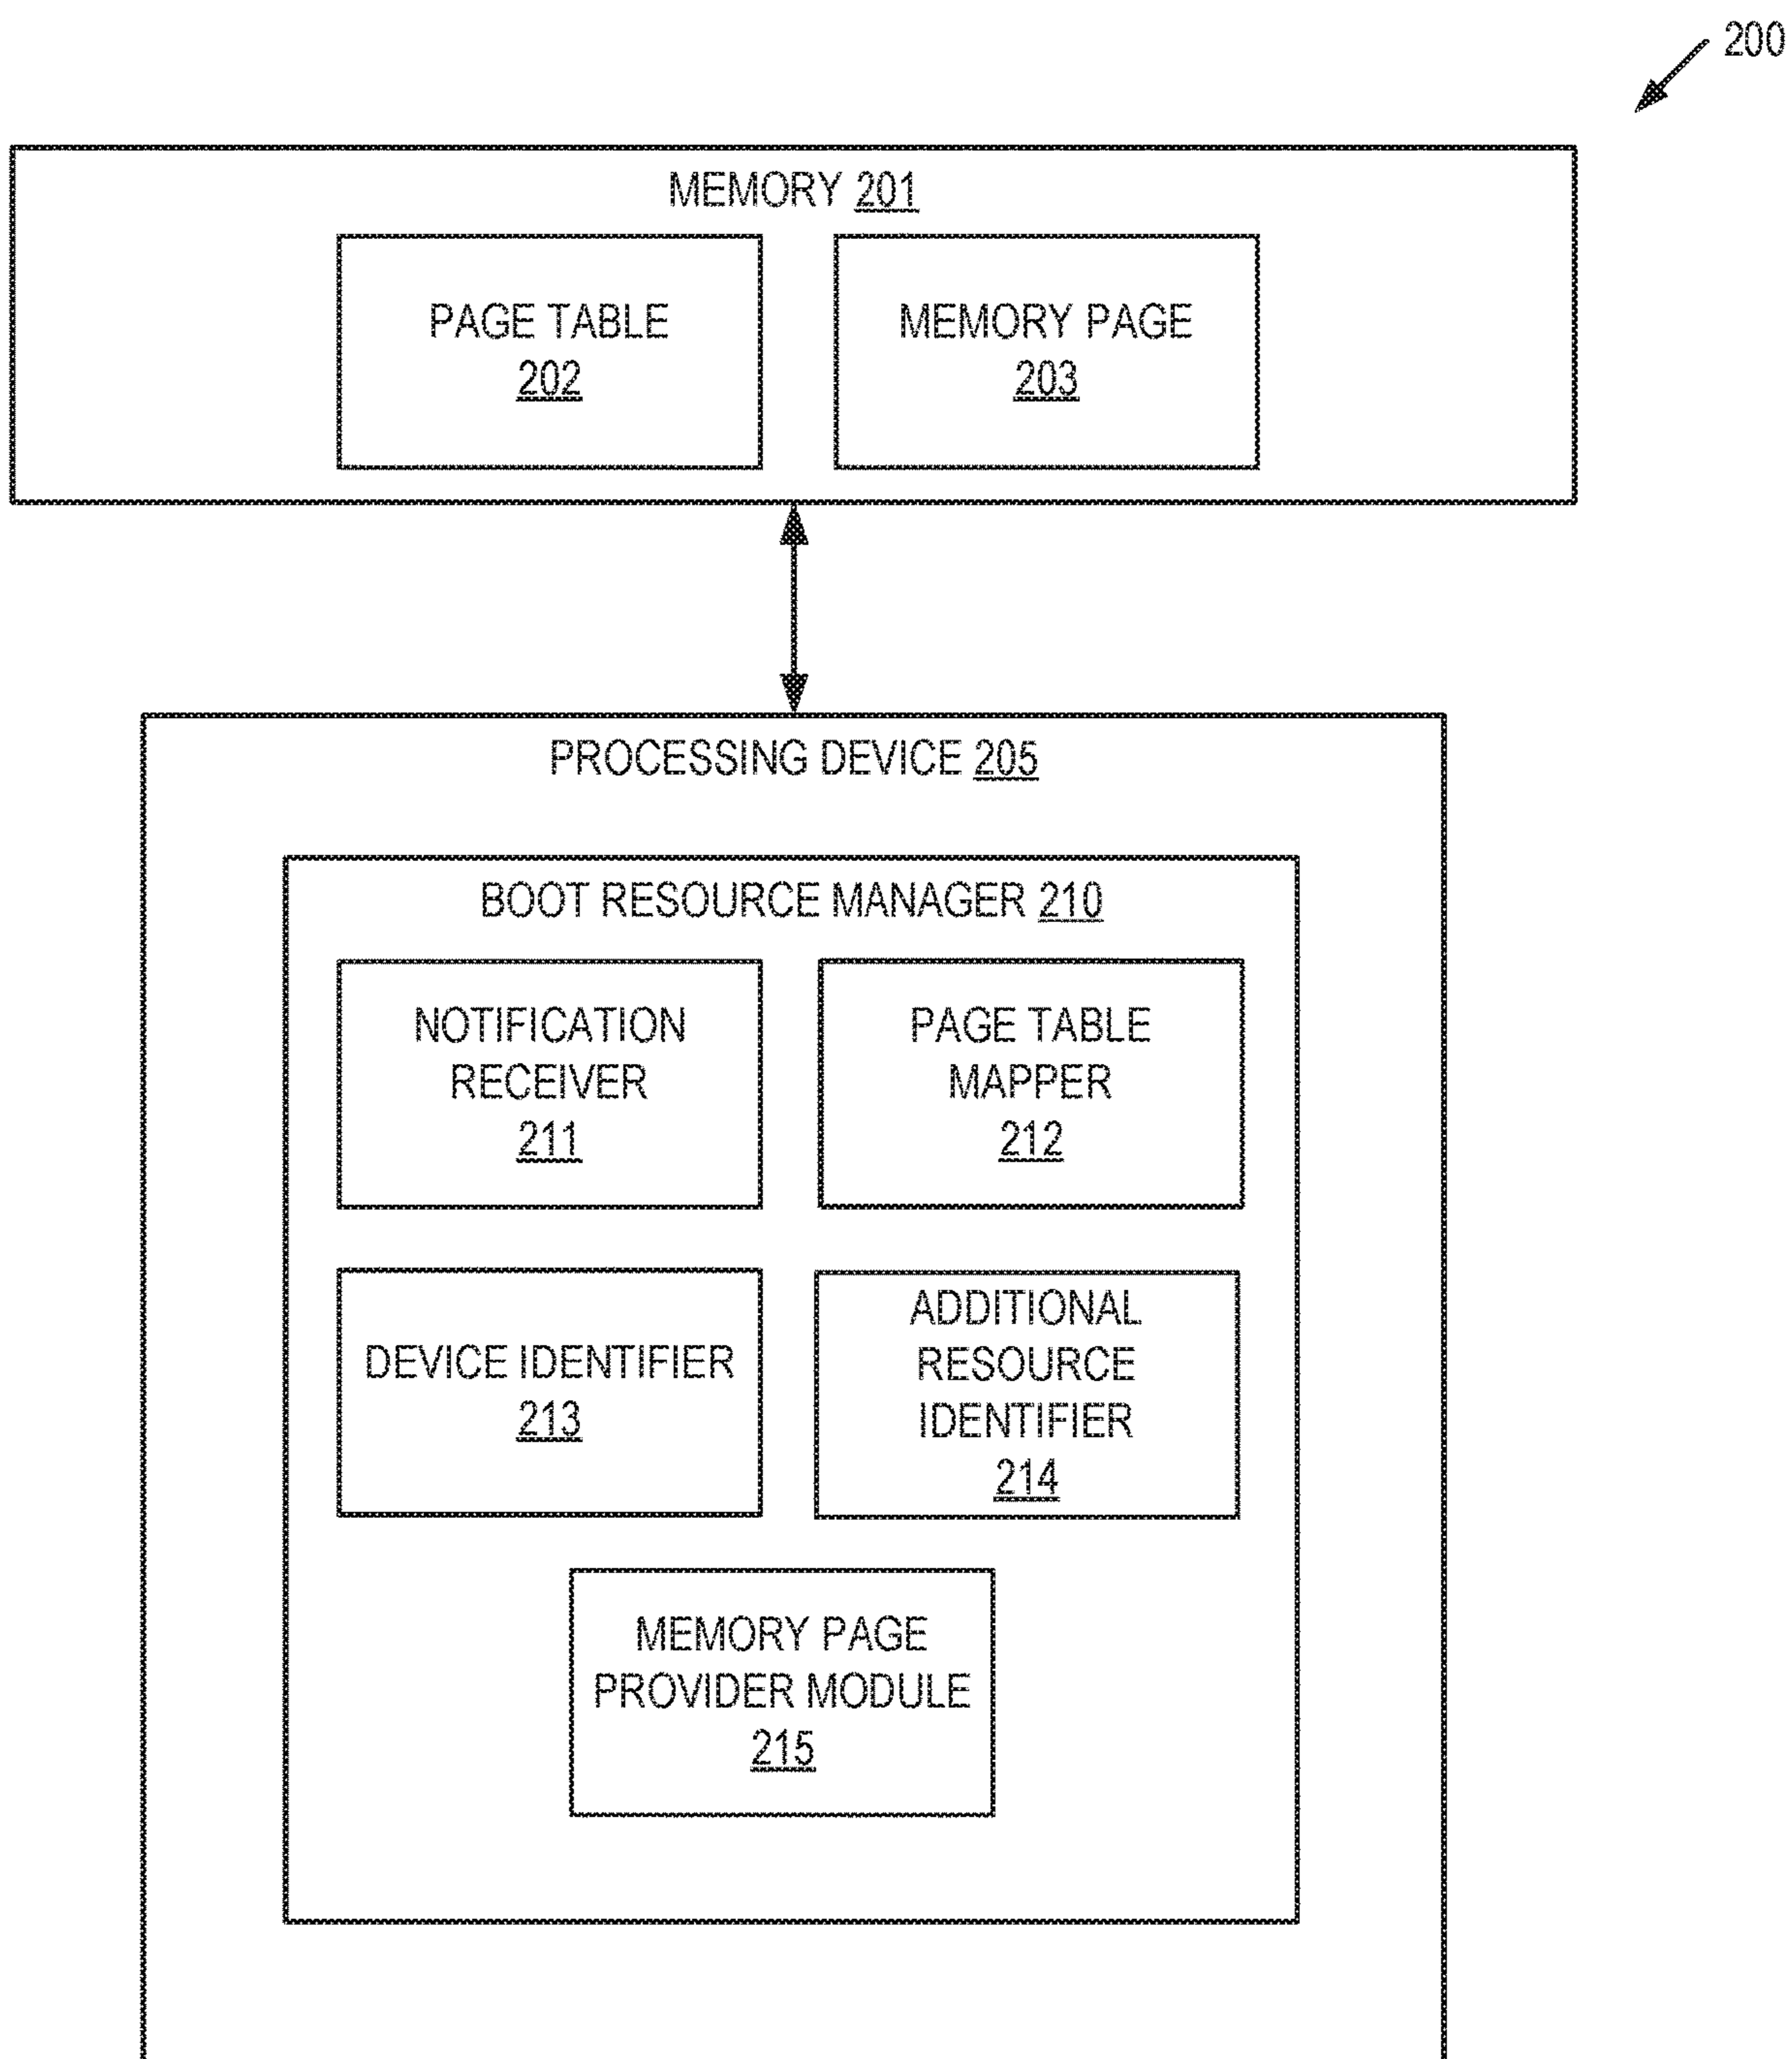 200
MEMORY 201
PAGE TABLE
202
MEMORY PAGE
203
PROCESSING DEVICE 205
BOOT RESOURCE MANAGER 210
NOTIFICATION
RECEIVER
211
PAGE TABLE
MAPPER
212
DEVICE IDENTIFIER
213
ADDITIONAL
RESOURCE
IDENTIFIER
214
MEMORY PAGE
PROVIDER MODULE
215